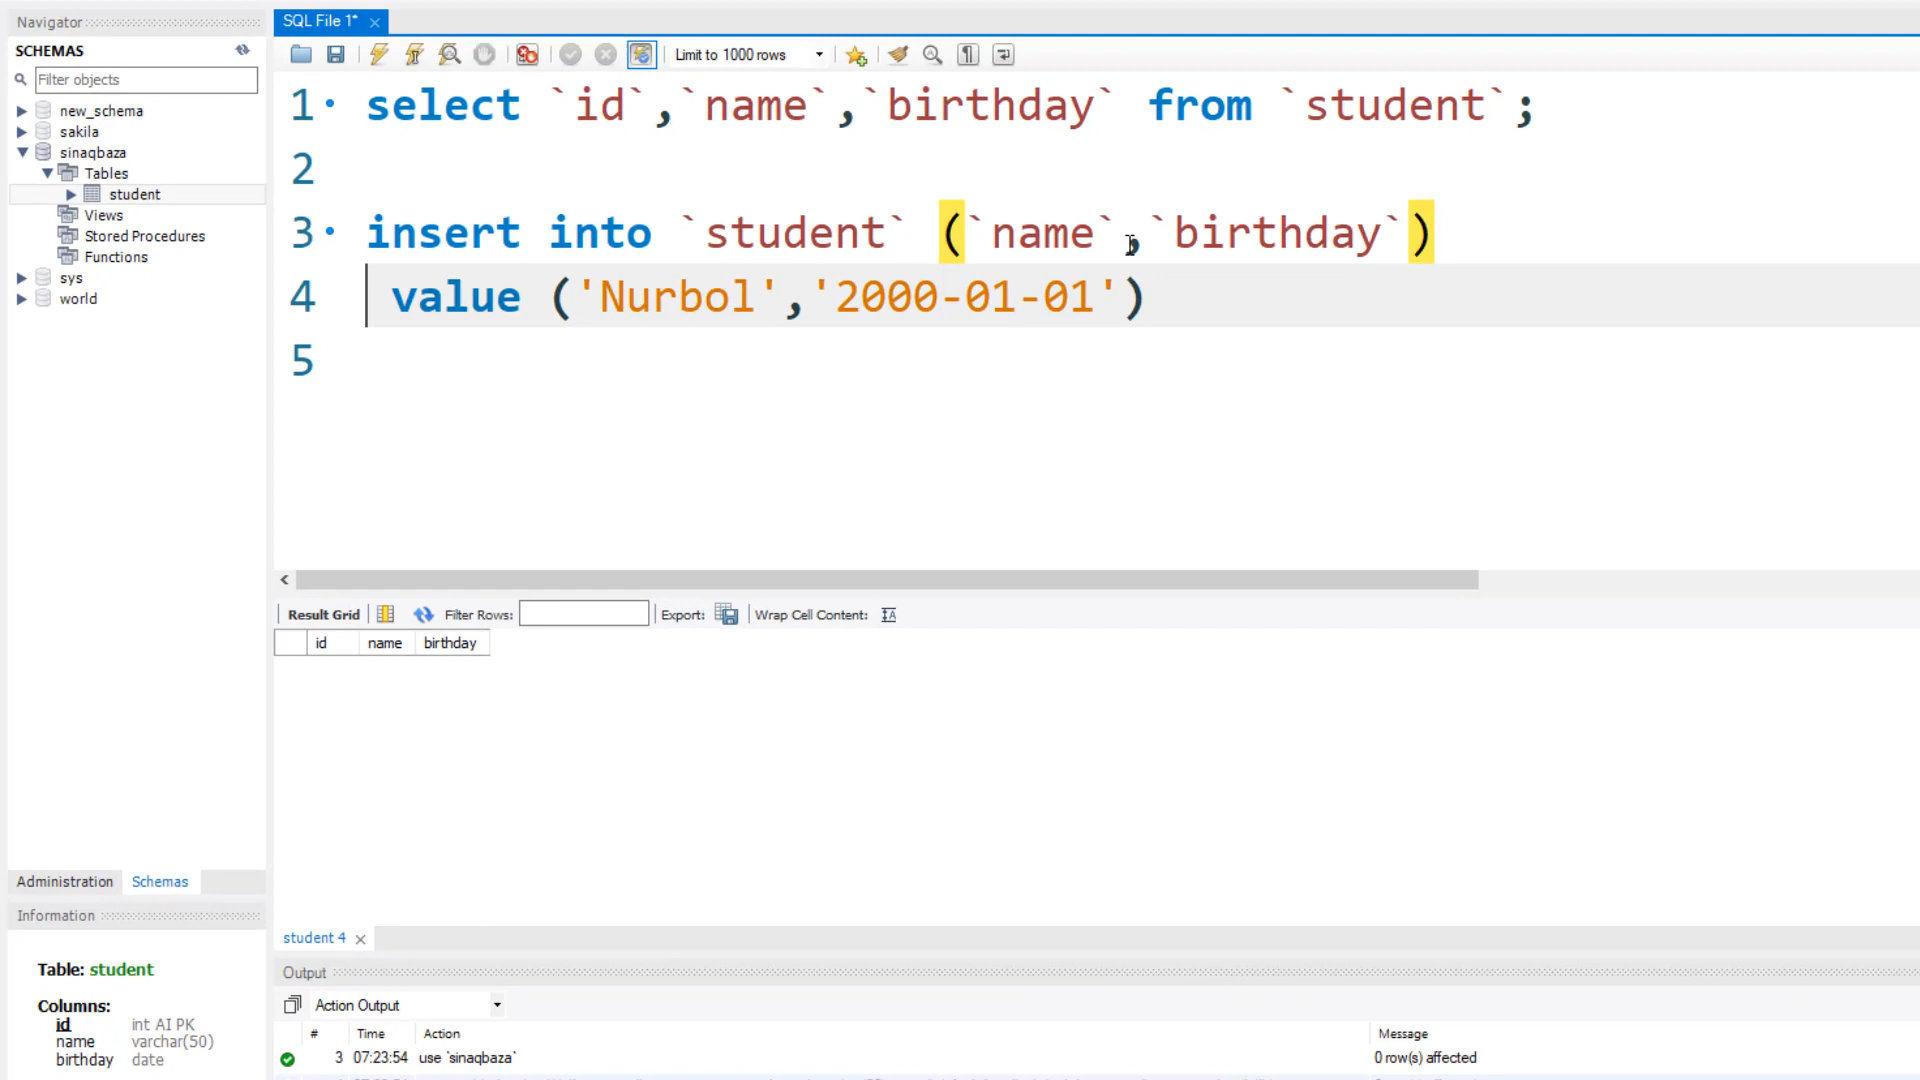 Navigator
SQL File 1*
SCHEMAS
Filter objects
Limit to 1000 rows
new_schema
sakila
sinaqbaza
Tables
student
Views
Stored Procedures
Functions
sys
world
1 select `id`,`name`,`birthday` from `student`;
2
3 insert into `student` (`name`,`birthday`)
4 value ('Nurbol','2000-01-01')
5
Result Grid Filter Rows: Export: Wrap Cell Content:
id name birthday
Administration Schemas
Information
student 4
Table: student
Columns:
id int AI PK
name varchar(50)
birthday date
Output
Action Output
# Time Action Message
3 07:23:54 use `sinaqbaza` 0 row(s) affected